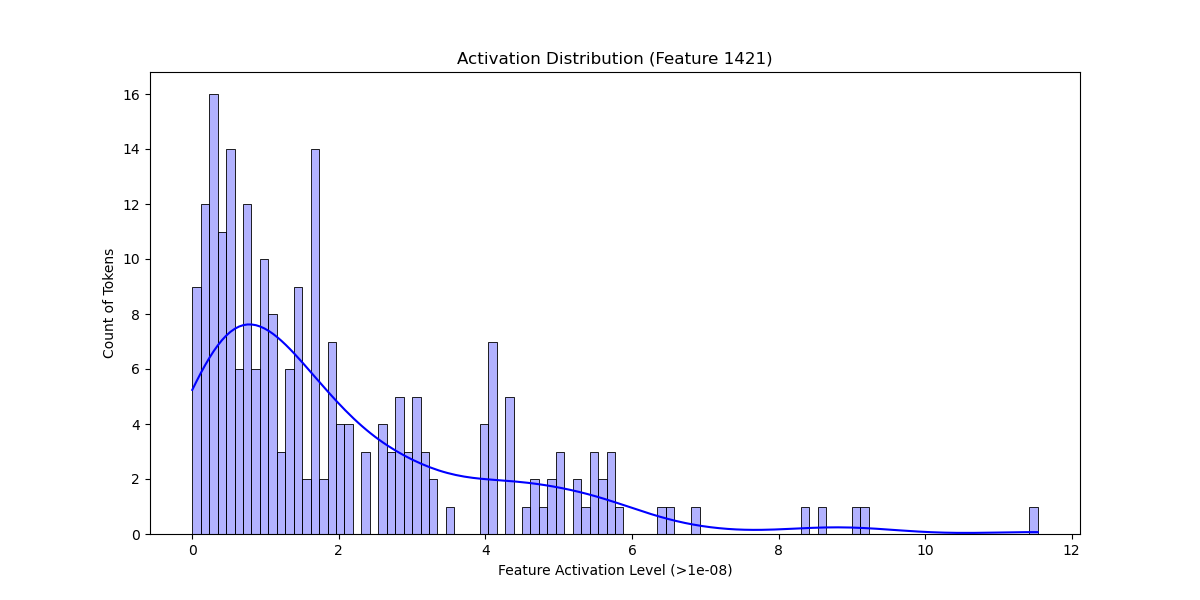 Activation Distribution (Feature 1421)
16
14
12
10
8
6
4
2
0
Count of Tokens
0 2 4 6 8 10 12
Feature Activation Level (>1e-08)